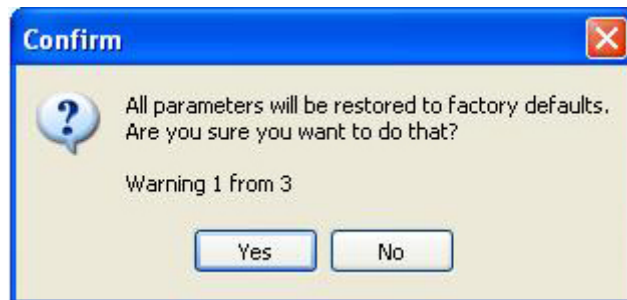 Confirm
All parameters will be restored to factory defaults.
Are you sure you want to do that?
Warning 1 from 3
Yes No